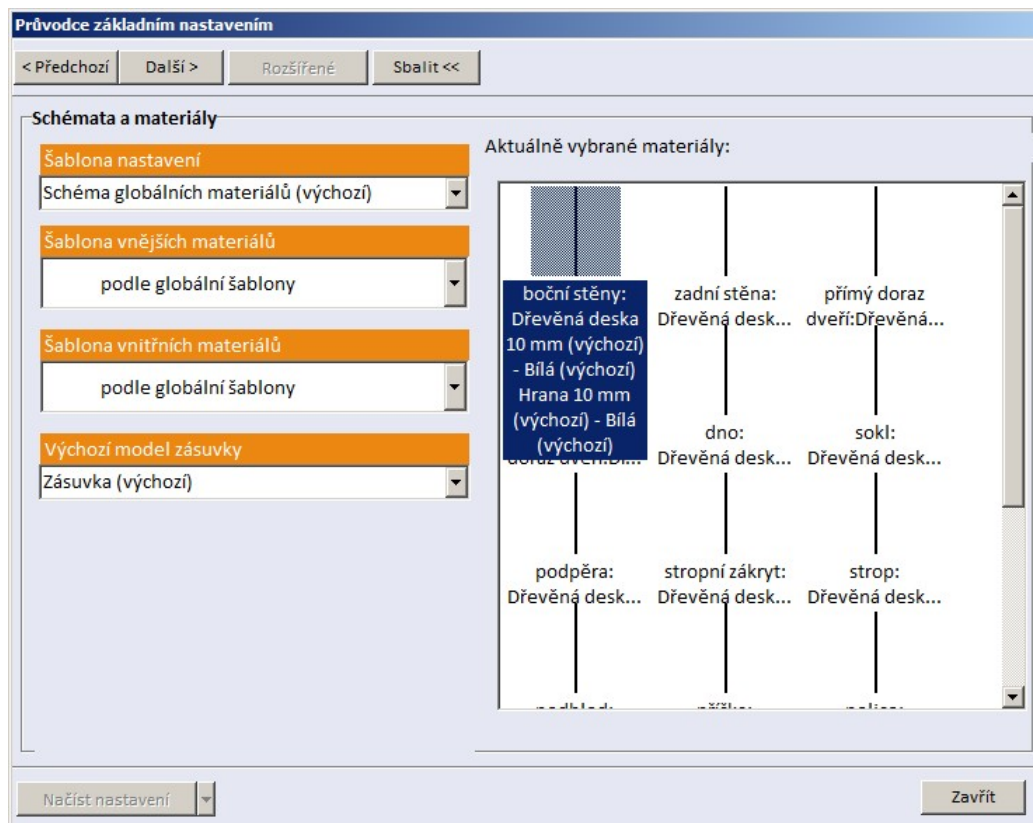 Průvodce základním nastavením
< Předchozí
Další >
Rozšířené
Sbalit <<
Schémata a materiály
Šablona nastavení
Schéma globálních materiálů (výchozí)
Šablona vnějších materiálů
podle globální šablony
Šablona vnitřních materiálů
podle globální šablony
Výchozí model zásuvky
Zásuvka (výchozí)
Aktuálně vybrané materiály:
boční stěny:
Dřevěná deska
10 mm (výchozí)
- Bílá (výchozí)
Hrana 10 mm
(výchozí) - Bílá
(výchozí)
zadní stěna:
Dřevěná desk...
přímý doraz
dveří:Dřevěná...
dno:
Dřevěná desk...
sokl:
Dřevěná desk...
podpěra:
Dřevěná desk...
stropní zákryt:
Dřevěná desk...
strop:
Dřevěná desk...
Načíst nastavení
Zavřít